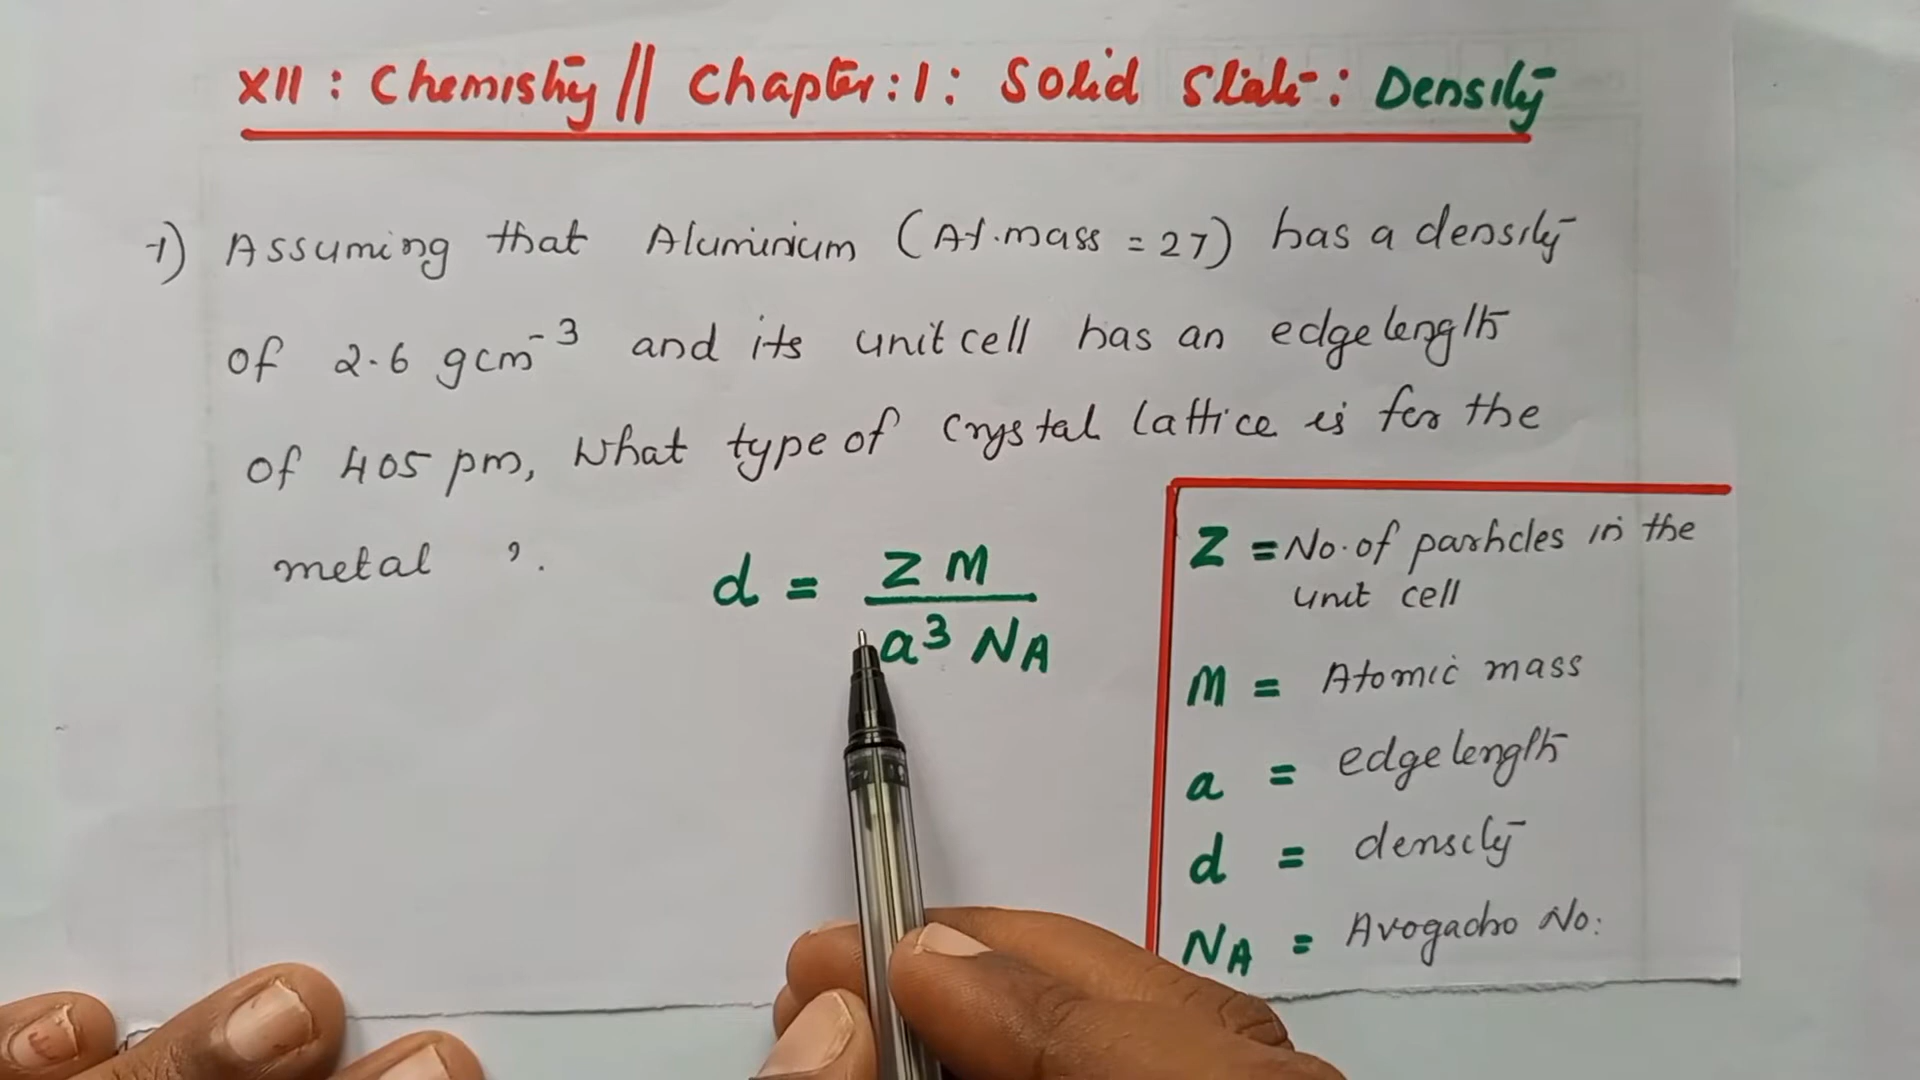 XII : Chemistry // Chapter : 1 : Solid State : Density
1) Assuming that Aluminium (At.mass = 27) has a density
of 2.6 gcm⁻³ and its unit cell has an edge length
of 405 pm, What type of crystal lattice is for the
metal ?.
d = Z M / a³ NA
Z = No. of particles in the
unit cell
M = Atomic mass
a = edge length
d = density
NA = Avogadro No: